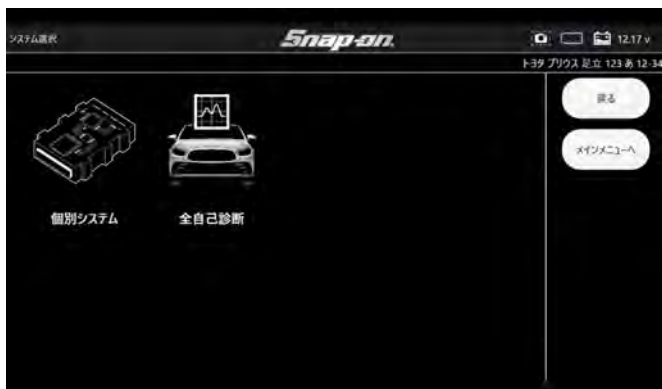 システム選択
Snap-on
12.17 v
トヨタ プリウス 足立 123 あ 12-34
戻る
メインメニューへ
個別システム
全自己診断